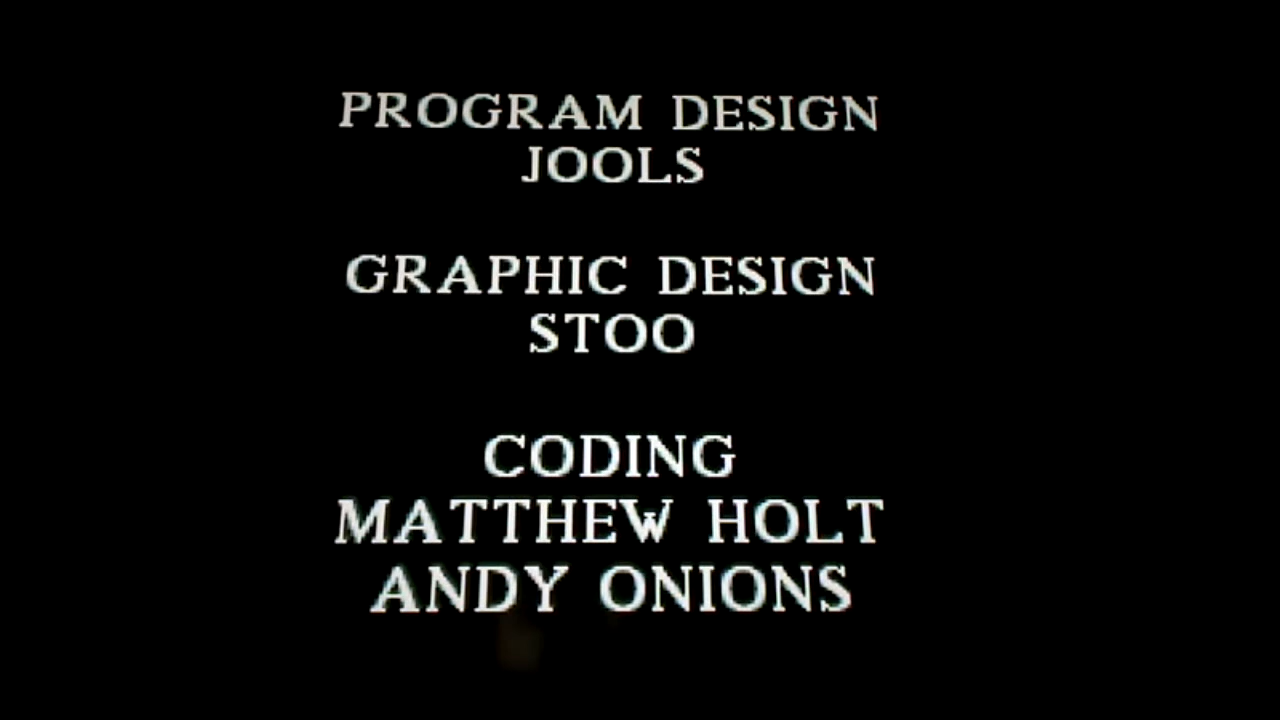 PROGRAM DESIGN
JOOLS
GRAPHIC DESIGN
STOO
CODING
MATTHEW HOLT
ANDY ONIONS